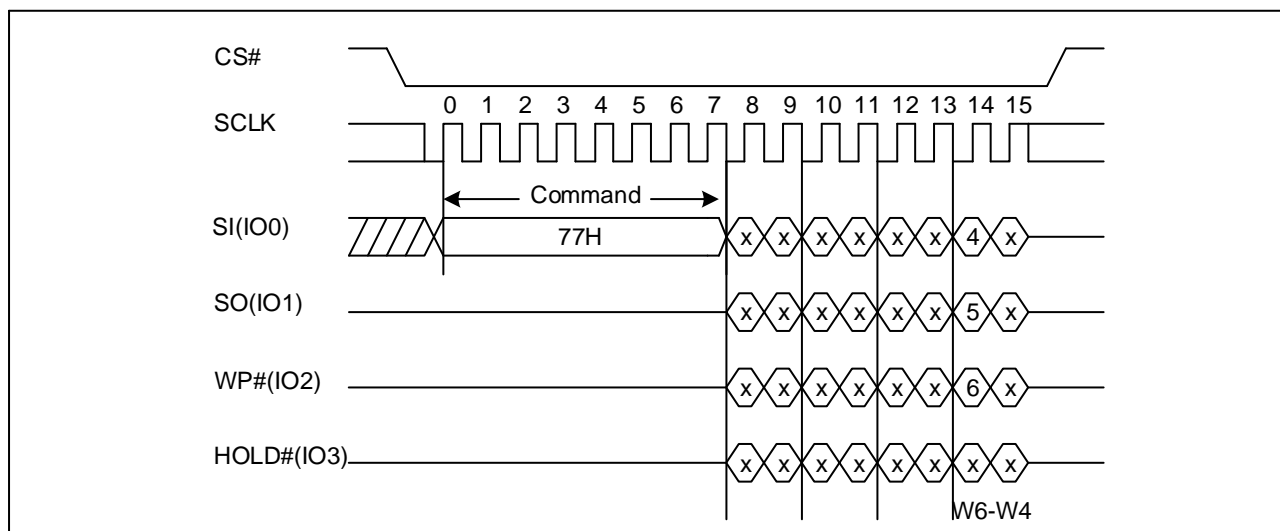 CS#
0 1 2 3 4 5 6 7 8 9 10 11 12 13 14 15
SCLK
Command
SI(IO0) 77H x x x x x x 4 x
SO(IO1) x x x x x x 5 x
WP#(IO2) x x x x x x 6 x
HOLD#(IO3) x x x x x x x x
W6-W4